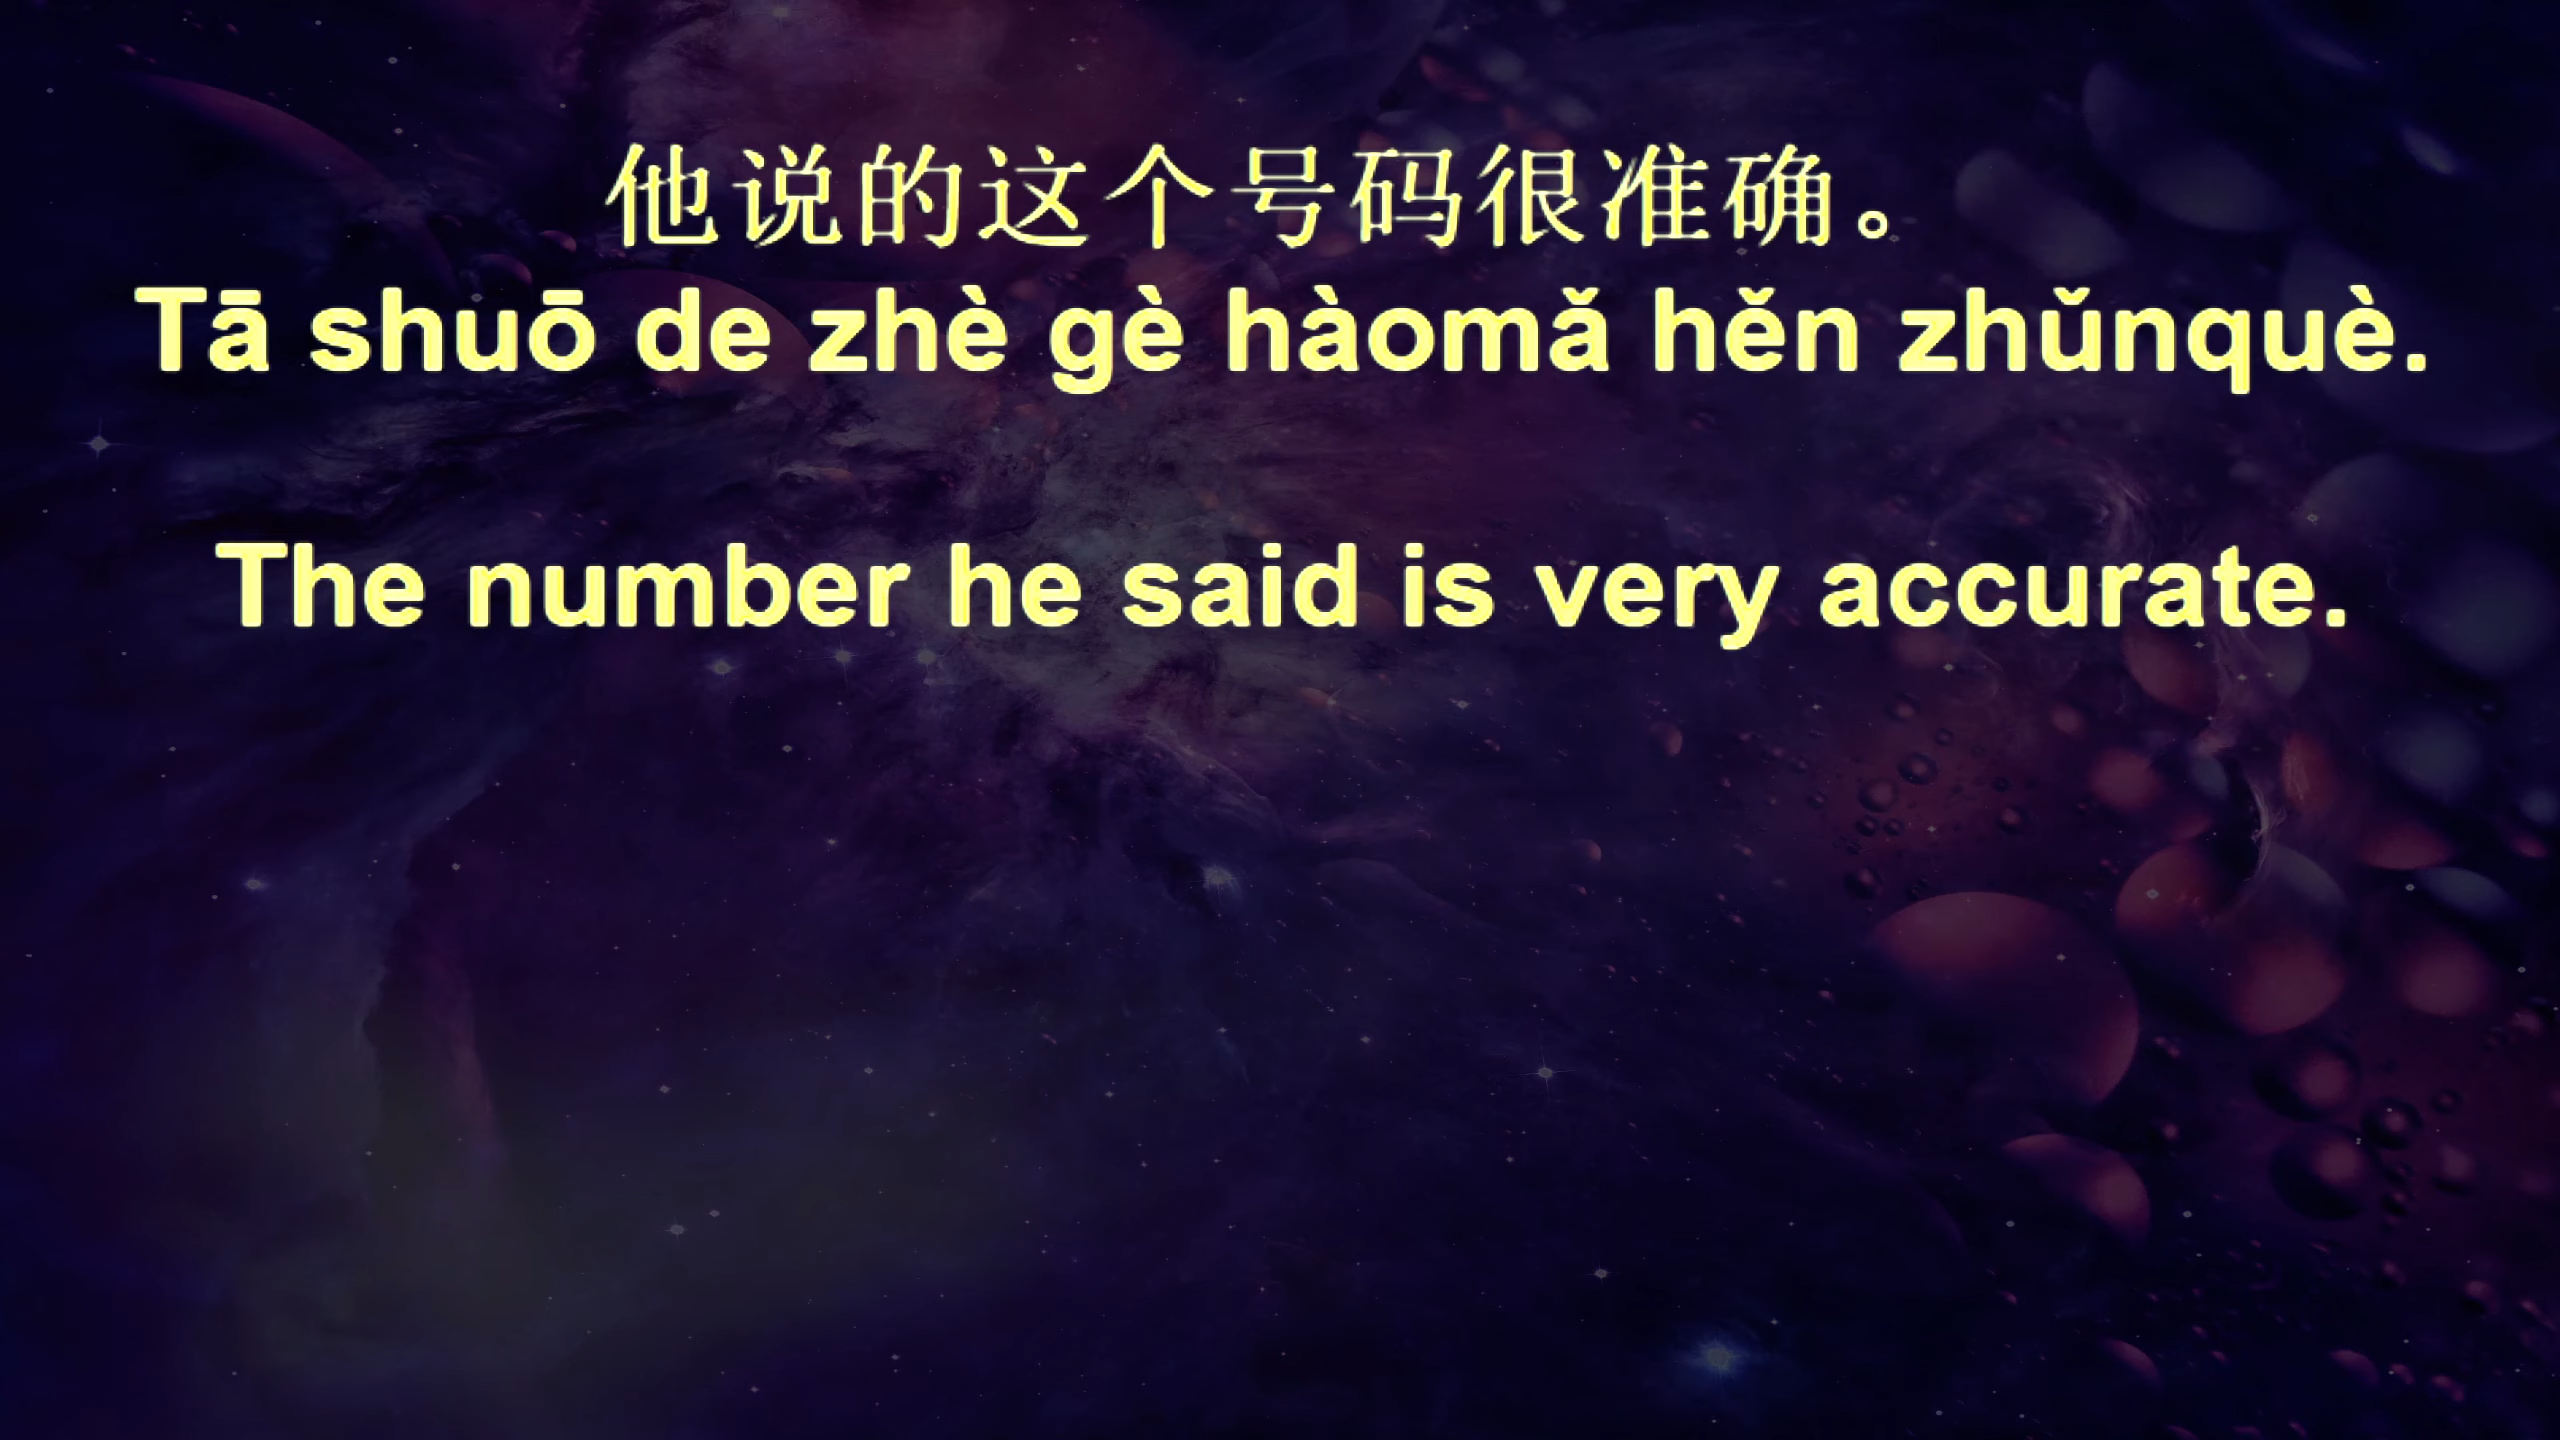 他说的这个号码很准确。
Tā shuō de zhè gè hàomǎ hěn zhǔnquè.
The number he said is very accurate.